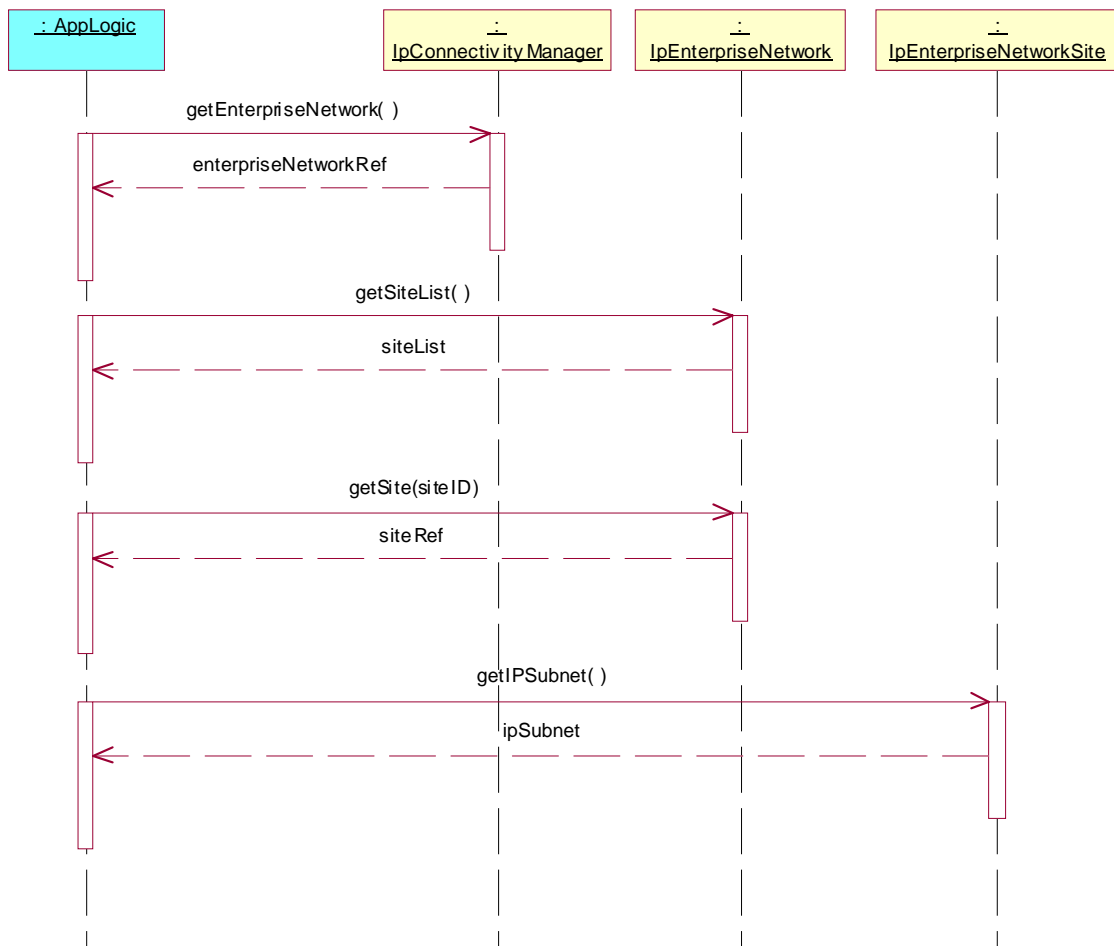 : AppLogic
:
IpConnectivityManager
:
IpEnterpriseNetwork
:
IpEnterpriseNetworkSite
getEnterpriseNetwork( )
enterpriseNetworkRef
getSiteList( )
siteList
getSite(siteID)
siteRef
getIPSubnet( )
ipSubnet